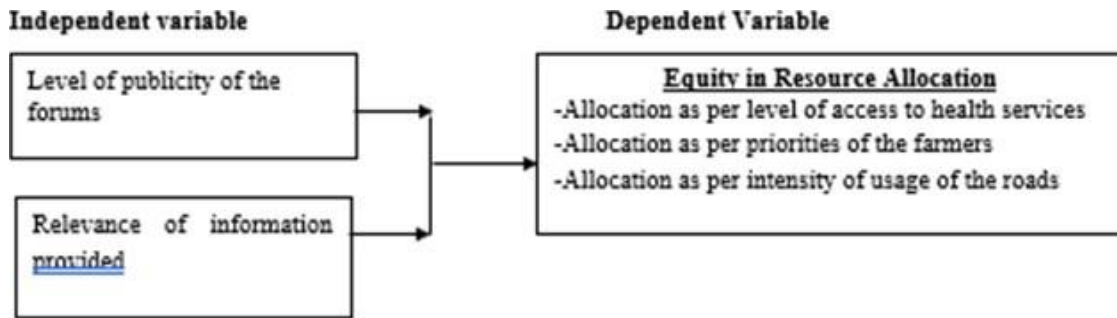 Independent variable
Dependent Variable
Level of publicity of the
forums
Relevance of information
provided
Equity in Resource Allocation
-Allocation as per level of access to health services
-Allocation as per priorities of the farmers
-Allocation as per intensity of usage of the roads